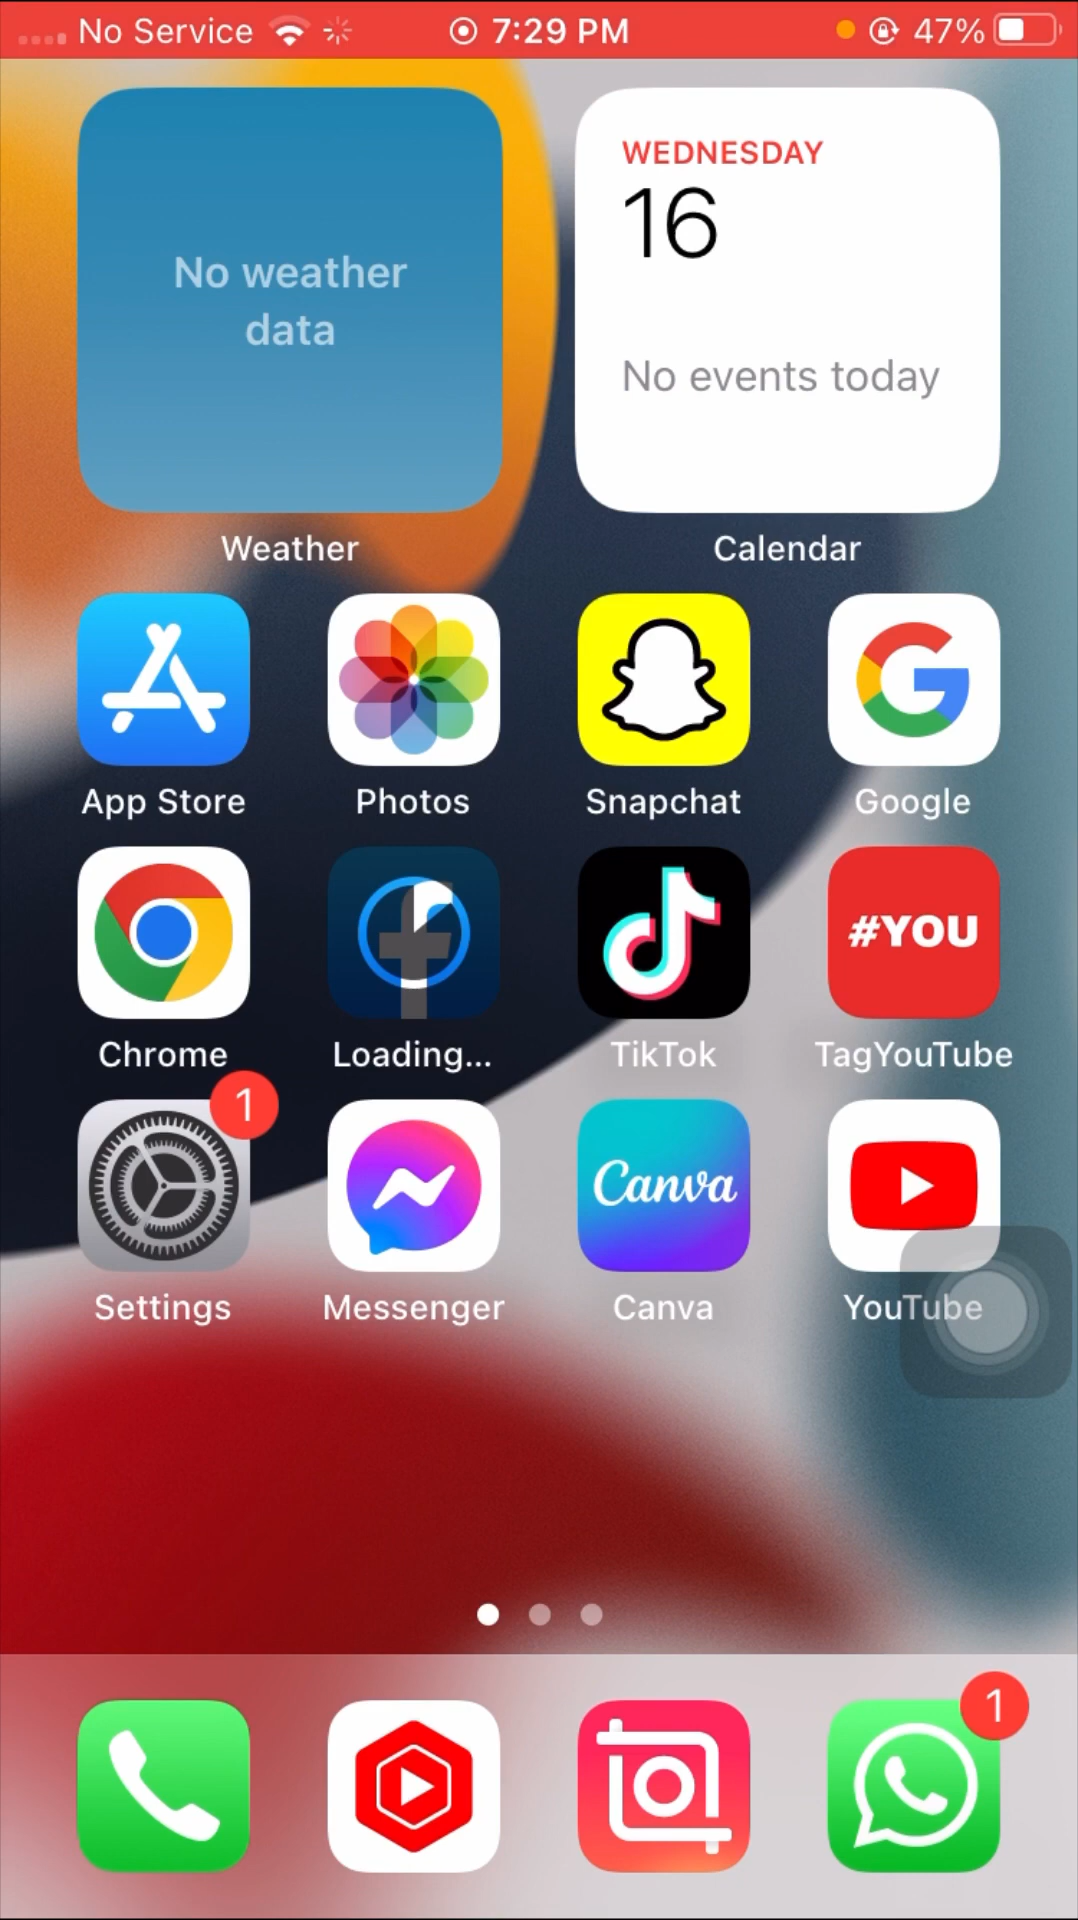 No Service 7:29 PM 47%
No weather
data
WEDNESDAY
16
No events today
Weather Calendar
App Store Photos Snapchat Google
#YOU
Chrome Loading... TikTok TagYouTube
1
Canva
Settings Messenger Canva YouTube
1